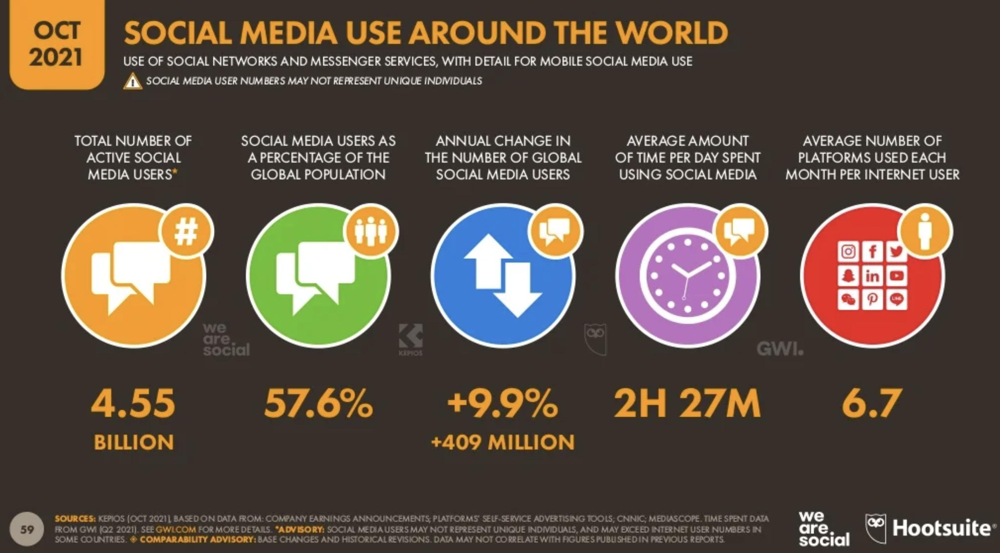 OCT
2021
SOCIAL MEDIA USE AROUND THE WORLD
USE OF SOCIAL NETWORKS AND MESSENGER SERVICES, WITH DETAIL FOR MOBILE SOCIAL MEDIA USE
SOCIAL MEDIA USER NUMBERS MAY NOT REPRESENT UNIQUE INDIVIDUALS
TOTAL NUMBER OF
ACTIVE SOCIAL
MEDIA USERS*
#
4.55
BILLION
SOCIAL MEDIA USERS AS
A PERCENTAGE OF THE
GLOBAL POPULATION
57.6%
ANNUAL CHANGE IN
THE NUMBER OF GLOBAL
SOCIAL MEDIA USERS
+9.9%
+409 MILLION
AVERAGE AMOUNT
OF TIME PER DAY SPENT
USING SOCIAL MEDIA
2H 27M
AVERAGE NUMBER OF
PLATFORMS USED EACH
MONTH PER INTERNET USER
in
LINE
6.7
we
are
social
KEPIOS
GWI.
59
SOURCES: KEPIOS (OCT 2021), BASED ON DATA FROM: COMPANY EARNINGS ANNOUNCEMENTS; PLATFORMS' SELF-SERVICE ADVERTISING TOOLS; CNNIC; MEDIASCOPE. TIME SPENT DATA
FROM GWI (Q2 2021). SEE GWI.COM FOR MORE DETAILS. *ADVISORY: SOCIAL MEDIA USERS MAY NOT REPRESENT UNIQUE INDIVIDUALS, AND MAY EXCEED INTERNET USER NUMBERS IN
SOME COUNTRIES. COMPARABILITY ADVISORY: BASE CHANGES AND HISTORICAL REVISIONS. DATA MAY NOT CORRELATE WITH FIGURES PUBLISHED IN PREVIOUS REPORTS.
we
are
social
Hootsuite®